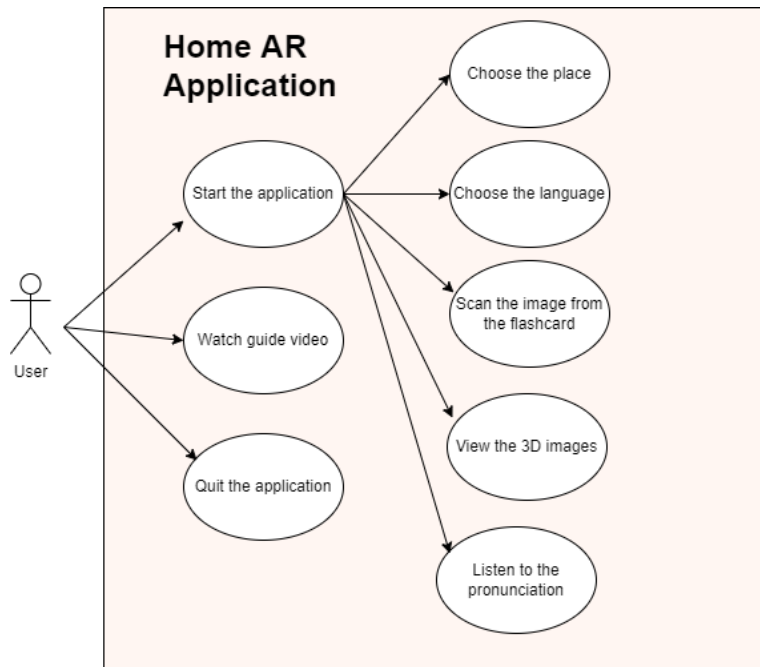 Home AR
Application
Choose the place
Start the application
Choose the language
Scan the image from
the flashcard
Watch guide video
User
View the 3D images
Quit the application
Listen to the
pronunciation